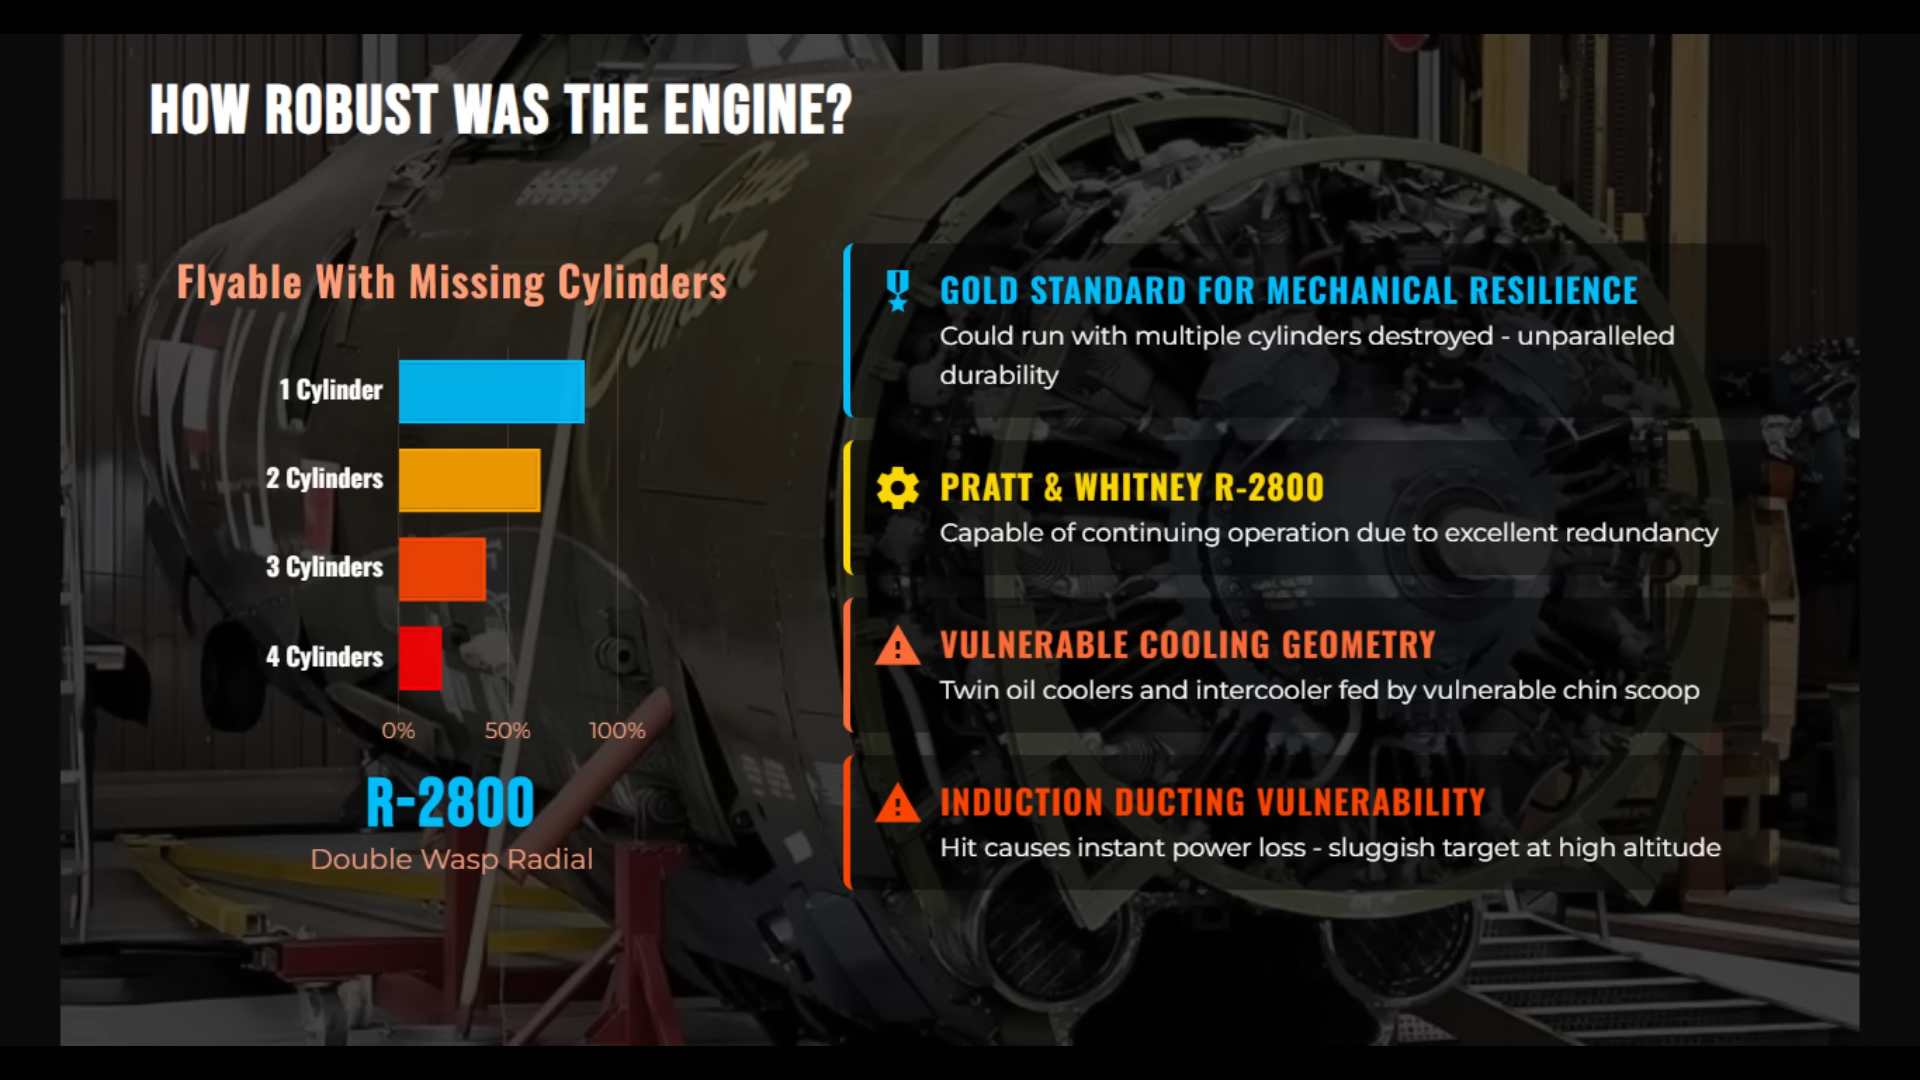 HOW ROBUST WAS THE ENGINE?
Flyable With Missing Cylinders
1 Cylinder
2 Cylinders
3 Cylinders
4 Cylinders
0% 50% 100%
R-2800
Double Wasp Radial
GOLD STANDARD FOR MECHANICAL RESILIENCE
Could run with multiple cylinders destroyed - unparalleled
durability
PRATT & WHITNEY R-2800
Capable of continuing operation due to excellent redundancy
VULNERABLE COOLING GEOMETRY
Twin oil coolers and intercooler fed by vulnerable chin scoop
INDUCTION DUCTING VULNERABILITY
Hit causes instant power loss - sluggish target at high altitude